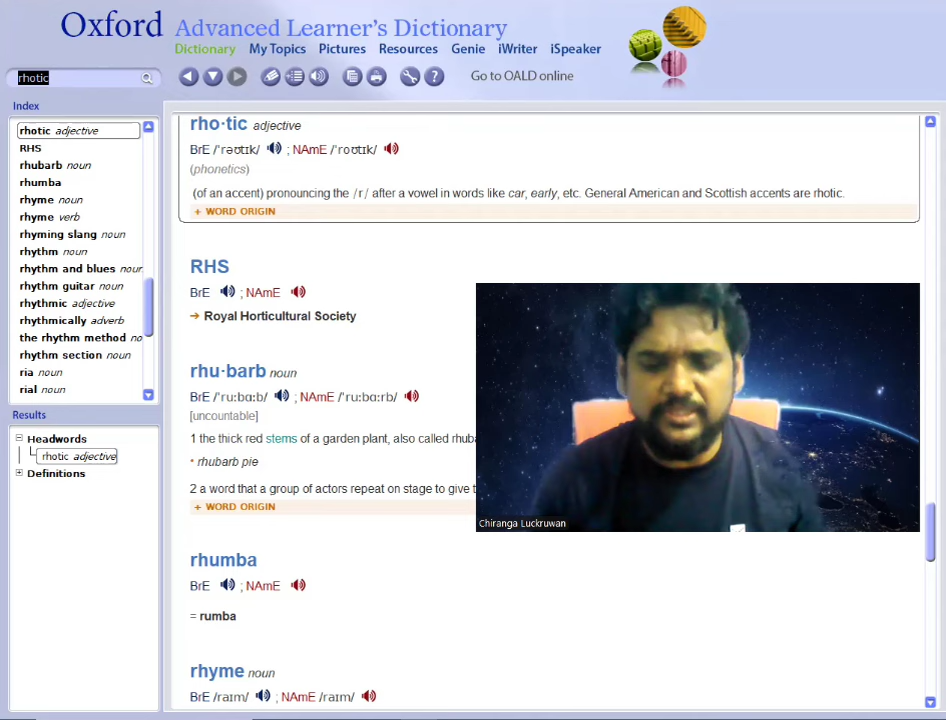 Oxford Advanced Learner's Dictionary
Dictionary My Topics Pictures Resources Genie iWriter iSpeaker
rhotic
? Go to OALD online
Index
rhotic adjective
RHS
rhubarb noun
rhumba
rhyme noun
rhyme verb
rhyming slang noun
rhythm noun
rhythm and blues noun
rhythm guitar noun
rhythmic adjective
rhythmically adverb
the rhythm method no
rhythm section noun
ria noun
rial noun
Results
Headwords
rhotic adjective
Definitions
rho·tic adjective
BrE /ˈrəʊtɪk/ ; NAmE /ˈroʊtɪk/
(phonetics)
(of an accent) pronouncing the /r/ after a vowel in words like car, early, etc. General American and Scottish accents are rhotic.
+ WORD ORIGIN
RHS
BrE ; NAmE
→ Royal Horticultural Society
rhu·barb noun
BrE /ˈruːbɑːb/ ; NAmE /ˈruːbɑːrb/
[uncountable]
1 the thick red stems of a garden plant, also called rhuba
• rhubarb pie
2 a word that a group of actors repeat on stage to give t
+ WORD ORIGIN
Chiranga Luckruwan
rhumba
BrE ; NAmE
= rumba
rhyme noun
BrE /raɪm/ ; NAmE /raɪm/